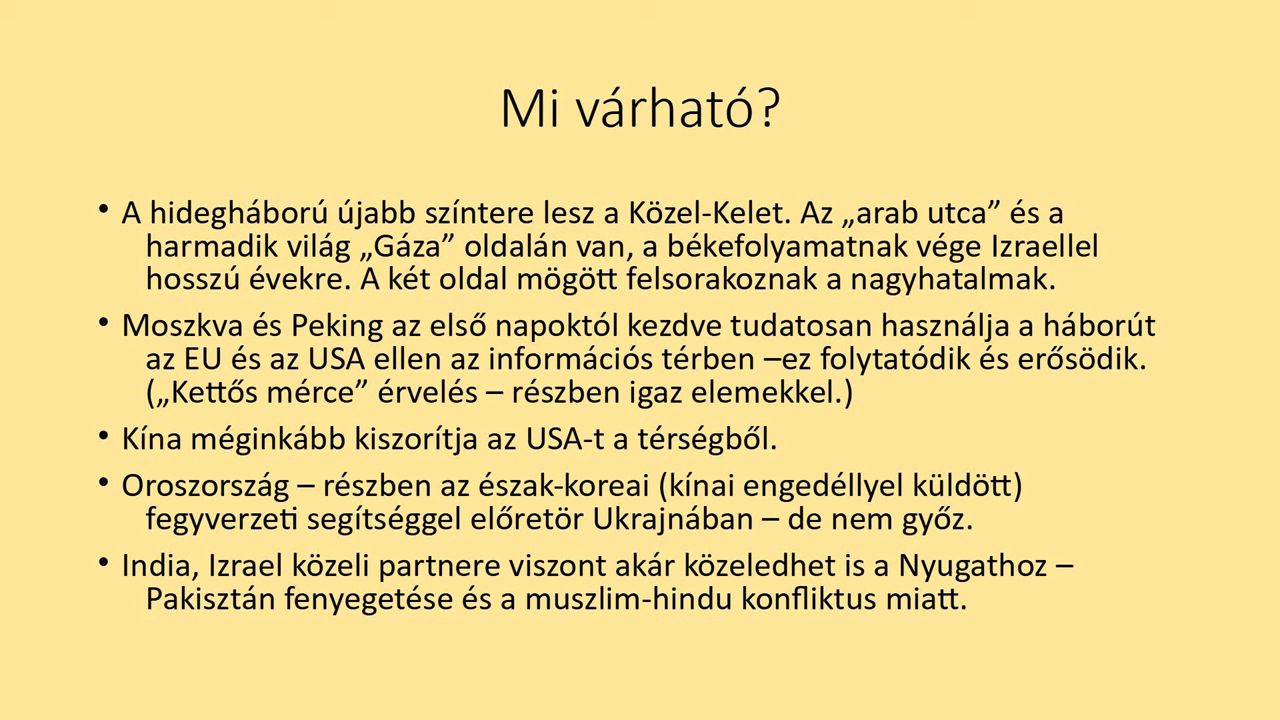 Mi várható?
• A hidegháború újabb színtere lesz a Közel-Kelet. Az „arab utca” és a
harmadik világ „Gáza” oldalán van, a békefolyamatnak vége Izraellel
hosszú évekre. A két oldal mögött felsorakoznak a nagyhatalmak.
• Moszkva és Peking az első napoktól kezdve tudatosan használja a háborút
az EU és az USA ellen az információs térben –ez folytatódik és erősödik.
(„Kettős mérce” érvelés – részben igaz elemekkel.)
• Kína méginkább kiszorítja az USA-t a térségből.
• Oroszország – részben az észak-koreai (kínai engedéllyel küldött)
fegyverzeti segítséggel előretör Ukrajnában – de nem győz.
• India, Izrael közeli partnere viszont akár közeledhet is a Nyugathoz –
Pakisztán fenyegetése és a muszlim-hindu konfliktus miatt.